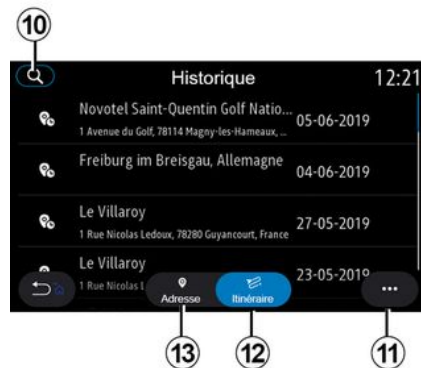 10
Historique
12:21
Novotel Saint-Quentin Golf Natio...
1 Avenue du Golf, 78114 Magny-les-Hameaux, ...
05-06-2019
Freiburg im Breisgau, Allemagne
04-06-2019
Le Villaroy
1 Rue Nicolas Ledoux, 78280 Guyancourt, France
27-05-2019
Le Villaroy
1 Rue Nicolas L
23-05-2019
Adresse
Itinéraire
...
13
12
11